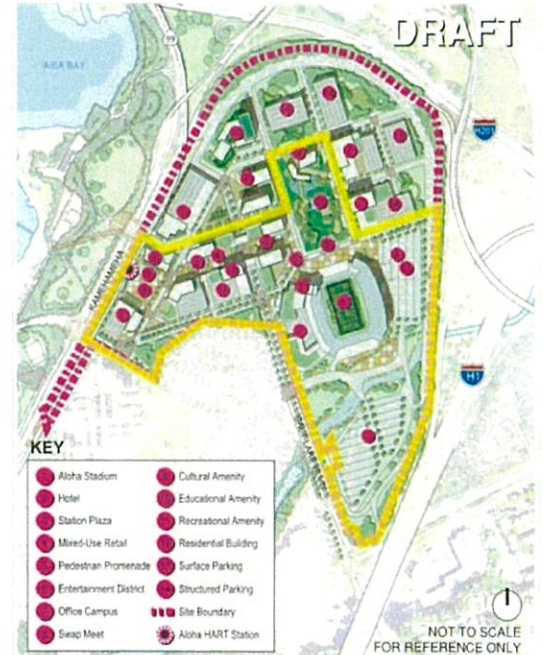 DRAFT
AIEA BAY
99
H201
KAMEHAMEHA
H1
KEY
Aloha Stadium
Hotel
Station Plaza
Mixed-Use Retail
Pedestrian Promenade
Entertainment District
Office Campus
Swap Meet
Cultural Amenity
Educational Amenity
Recreational Amenity
Residential Building
Surface Parking
Structured Parking
Site Boundary
Aloha HART Station
NOT TO SCALE
FOR REFERENCE ONLY